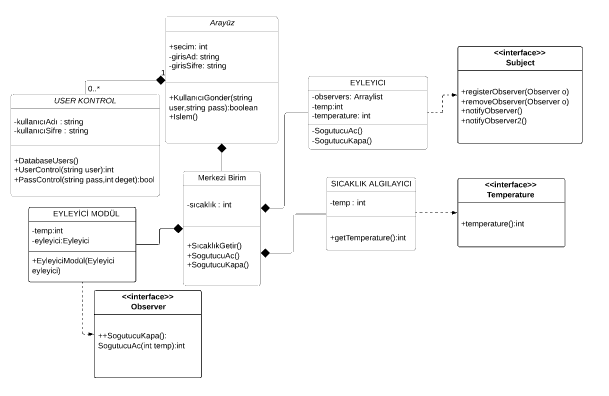 Arayüz
+secim: int
-girisAd: string
-girisSifre: string
+KullanıcıGonder(string
user,string pass):boolean
+Islem()
1
0..*
USER KONTROL
-kullanıcıAdı : string
-kullanıcıSifre : string
+DatabaseUsers()
+UserControl(string user):int
+PassControl(string pass,int deget):bool
EYLEYICI
-observers: Arraylist
-temp:int
-temperature: int
-SogutucuAc()
-SogutucuKapa()
<<interface>>
Subject
+registerObserver(Observer o)
+removeObserver(Observer o)
+notifyObserver()
+notifyObserver2()
Merkezi Birim
-sıcaklık : int
+SıcaklıkGetir()
+SogutucuAc()
+SogutucuKapa()
SICAKLIK ALGILAYICI
-temp : int
+getTemperature():int
<<interface>>
Temperature
+temperature():int
EYLEYİCİ MODÜL
-temp:int
-eyleyici:Eyleyici
+EyleyiciModül(Eyleyici
eyleyici)
<<interface>>
Observer
++SogutucuKapa():
SogutucuAc(int temp):int